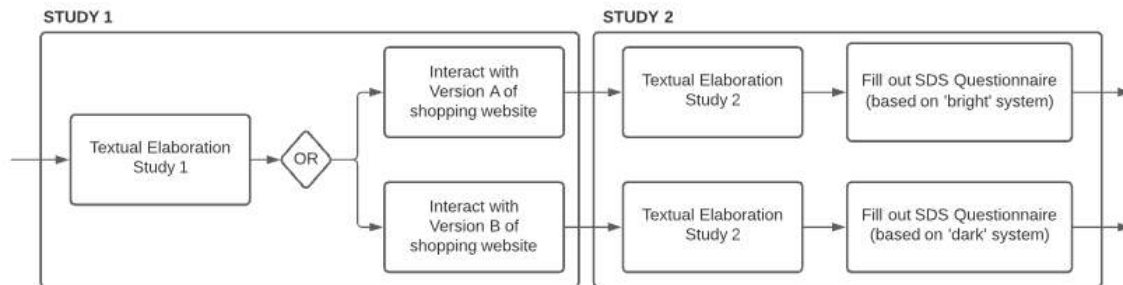 STUDY 1
STUDY 2
Textual Elaboration
Study 1
OR
Interact with
Version A of
shopping website
Textual Elaboration
Study 2
Fill out SDS Questionnaire
(based on 'bright' system)
Interact with
Version B of
shopping website
Textual Elaboration
Study 2
Fill out SDS Questionnaire
(based on 'dark' system)